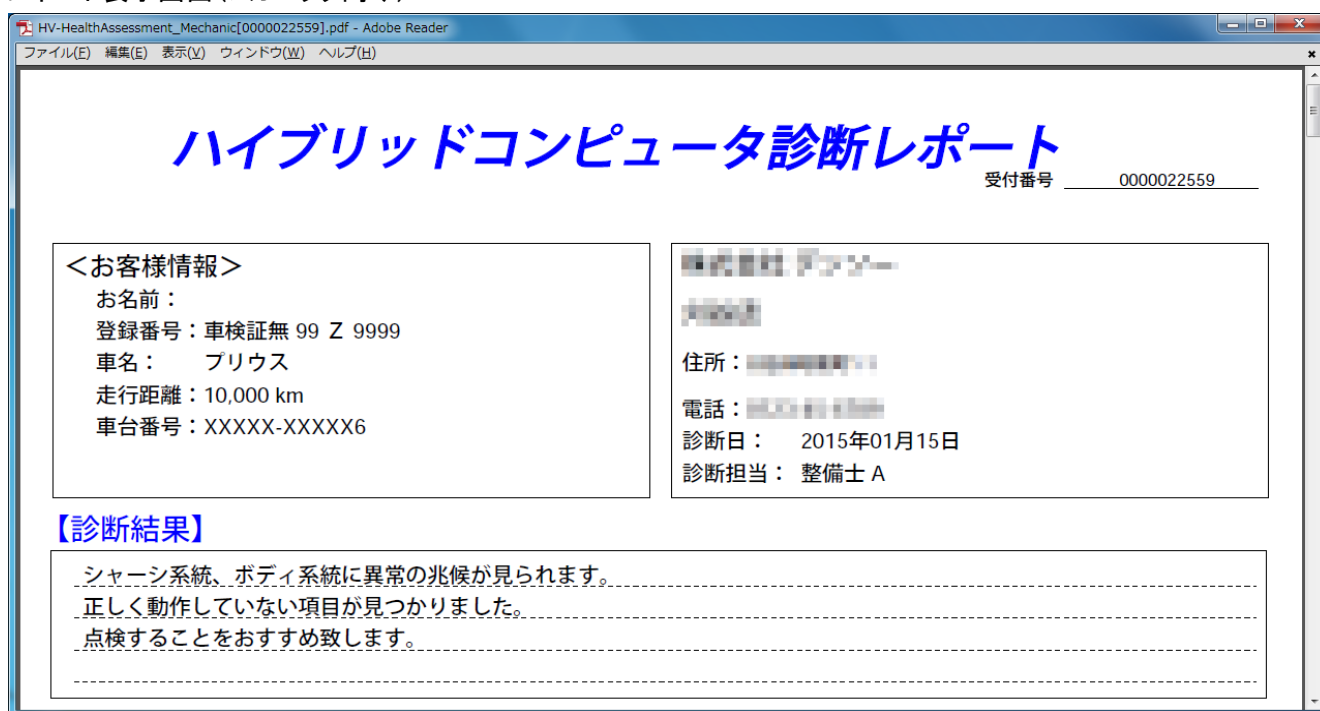 HV-HealthAssessment_Mechanic[0000022559].pdf - Adobe Reader
ファイル(F) 編集(E) 表示(V) ウィンドウ(W) ヘルプ(H)
ハイブリッドコンピュータ診断レポート
受付番号 0000022559
＜お客様情報＞
お名前：
登録番号：車検証無 99 Z 9999
車名： プリウス
走行距離：10,000 km
車台番号：XXXXX-XXXXX6
住所：
電話：
診断日： 2015年01月15日
診断担当： 整備士 A
【診断結果】
シャーシ系統、ボディ系統に異常の兆候が見られます。
正しく動作していない項目が見つかりました。
点検することをおすすめ致します。